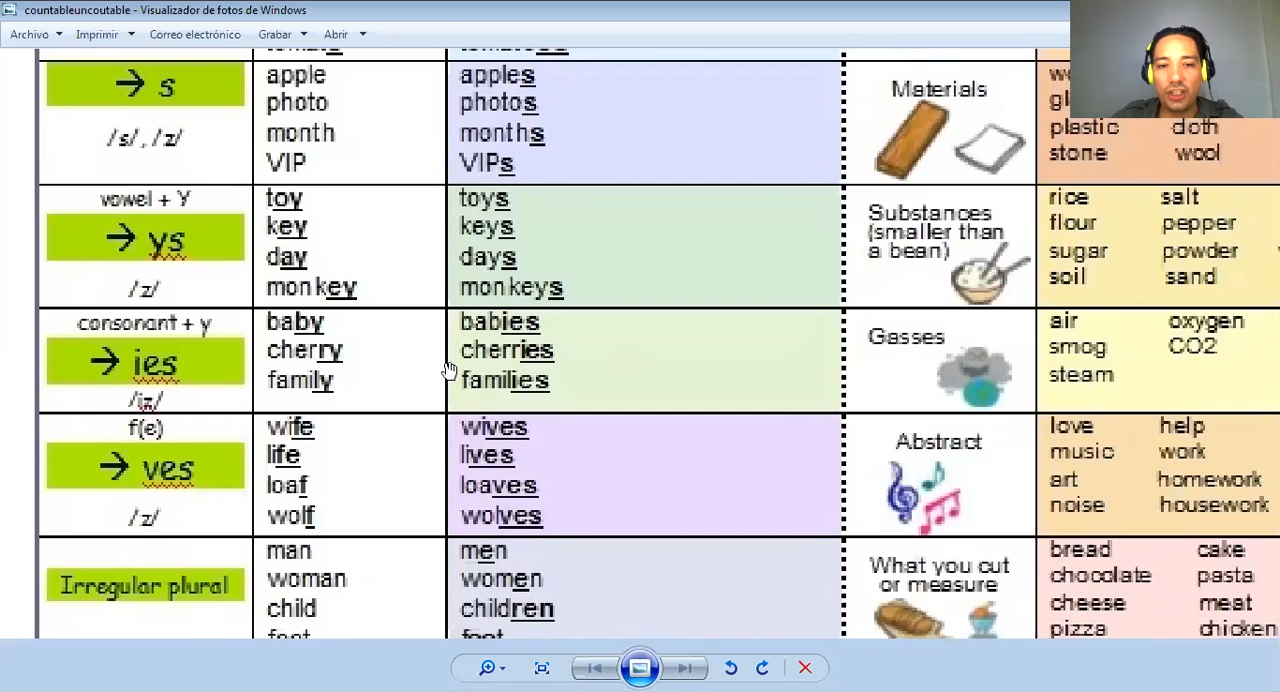 countableuncoutable - Visualizador de fotos de Windows
Archivo Imprimir Correo electrónico Grabar Abrir
→ s
/s/, /z/
apple
photo
month
VIP
apples
photos
months
VIPs
Materials
plastic cloth
stone wool
vowel + Y
→ ys
/z/
toy
key
day
monkey
toys
keys
days
monkeys
Substances
(smaller than
a bean)
rice salt
flour pepper
sugar powder
soil sand
consonant + y
→ ies
/iz/
baby
cherry
family
babies
cherries
families
Gasses
air oxygen
smog CO2
steam
f(e)
→ ves
/z/
wife
life
loaf
wolf
wives
lives
loaves
wolves
Abstract
love help
music work
art homework
noise housework
Irregular plural
man
woman
child
men
women
children
What you cut
or measure
bread cake
chocolate pasta
cheese meat
pizza chicken